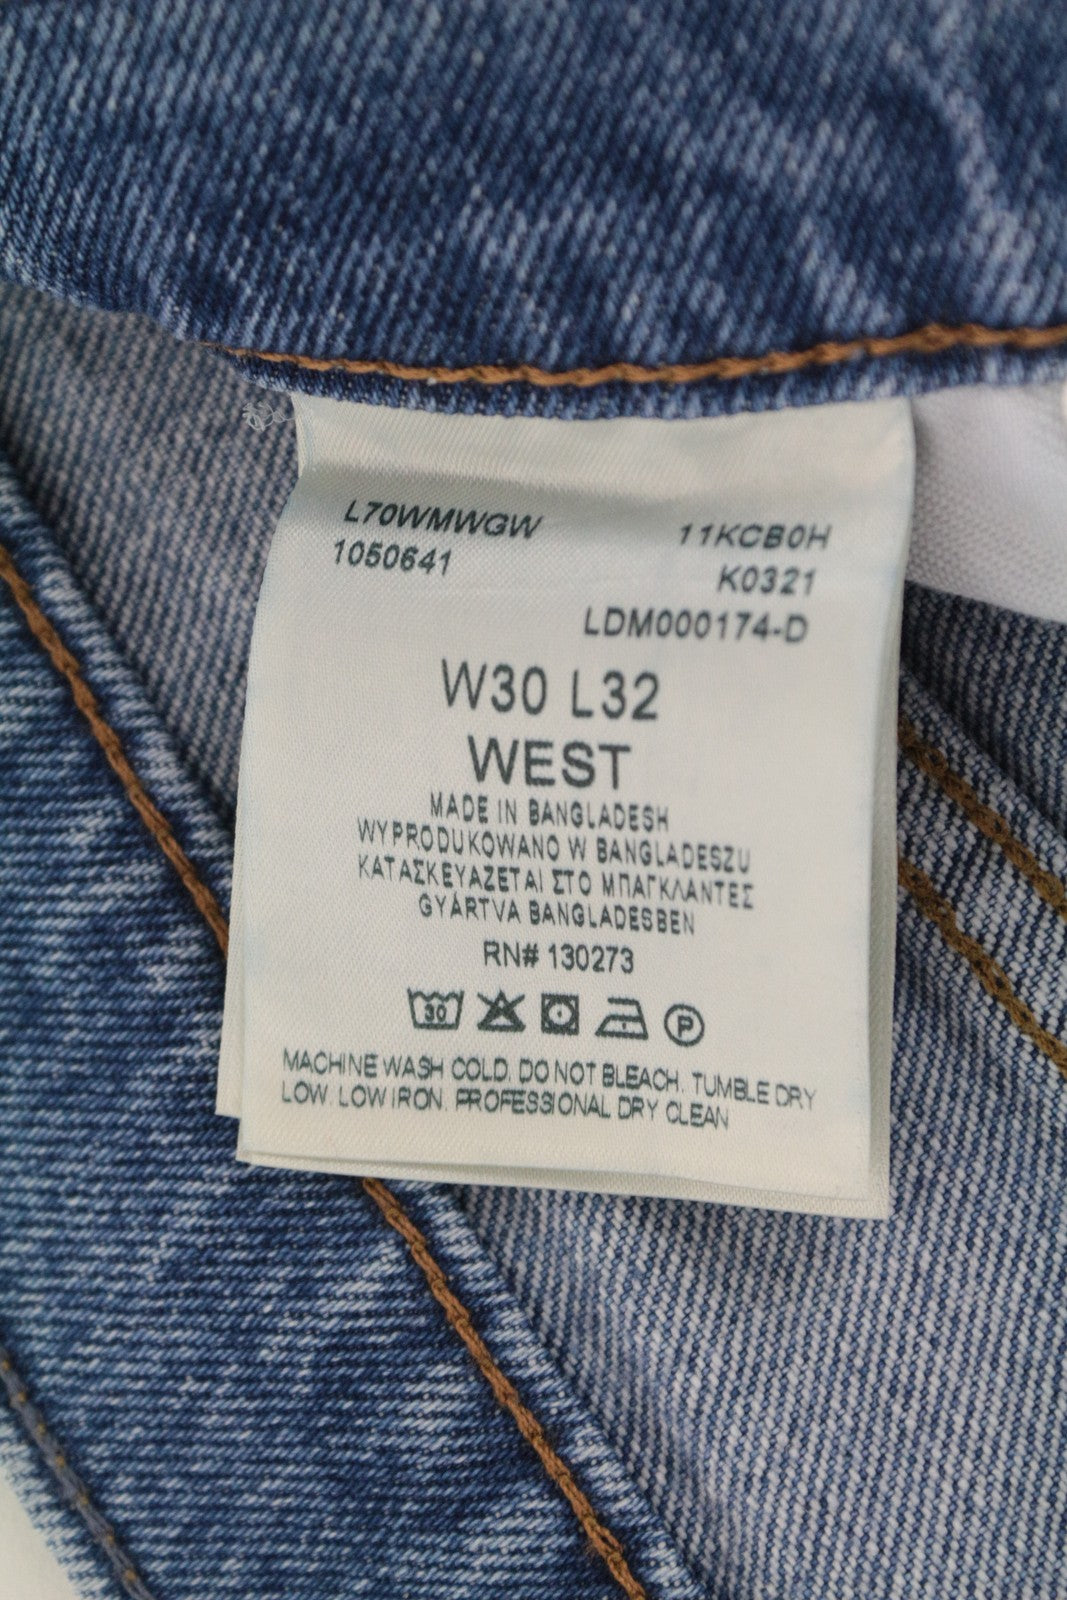 L70WMWGW 11KCB0H
1050641 K0321
LDM000174-D
W30 L32
WEST
MADE IN BANGLADESH
WYPRODUKOWANO W BANGLADESZU
ΚΑΤΑΣΚΕΥΑΖΕΤΑΙ ΣΤΟ ΜΠΑΓΚΛΑΝΤΕΣ
GYÁRTVA BANGLADESBEN
RN# 130273
30 P
MACHINE WASH COLD. DO NOT BLEACH. TUMBLE DRY
LOW. LOW IRON. PROFESSIONAL DRY CLEAN